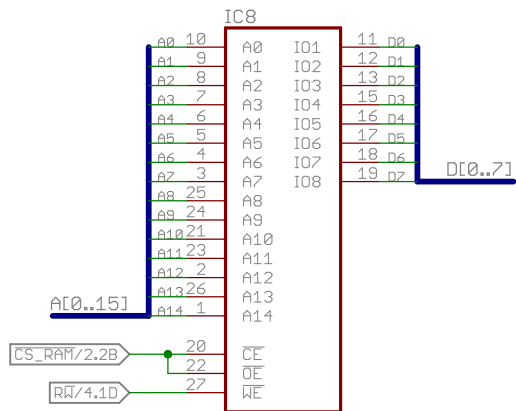 IC8
A0 10 A0 IO1 11 D0
A1 9 A1 IO2 12 D1
A2 8 A2 IO3 13 D2
A3 7 A3 IO4 15 D3
A4 6 A4 IO5 16 D4
A5 5 A5 IO6 17 D5
A6 4 A6 IO7 18 D6
A7 3 A7 IO8 19 D7
D[0..7]
A8 25 A8
A9 24 A9
A10 21 A10
A11 23 A11
A12 2 A12
A13 26 A13
A[0..15]
A14 1 A14
CS_RAM/2.2B 20 CE
22 OE
RW/4.1D 27 WE